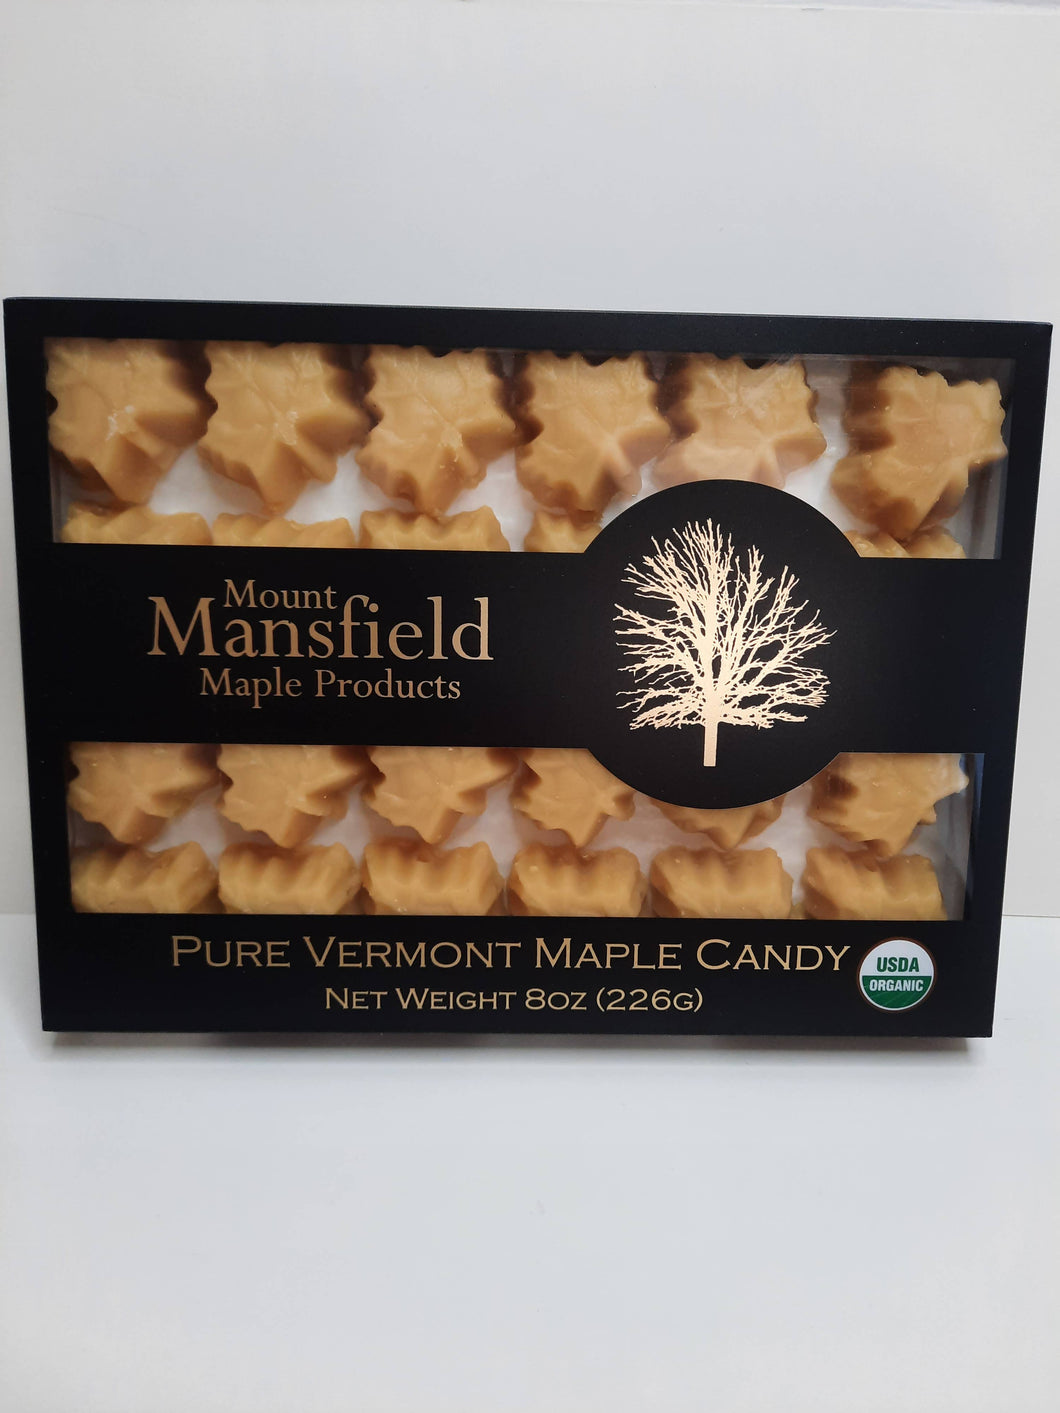 Mount
Mansfield
Maple Products
PURE VERMONT MAPLE CANDY
NET WEIGHT 8OZ (226G)
USDA
ORGANIC